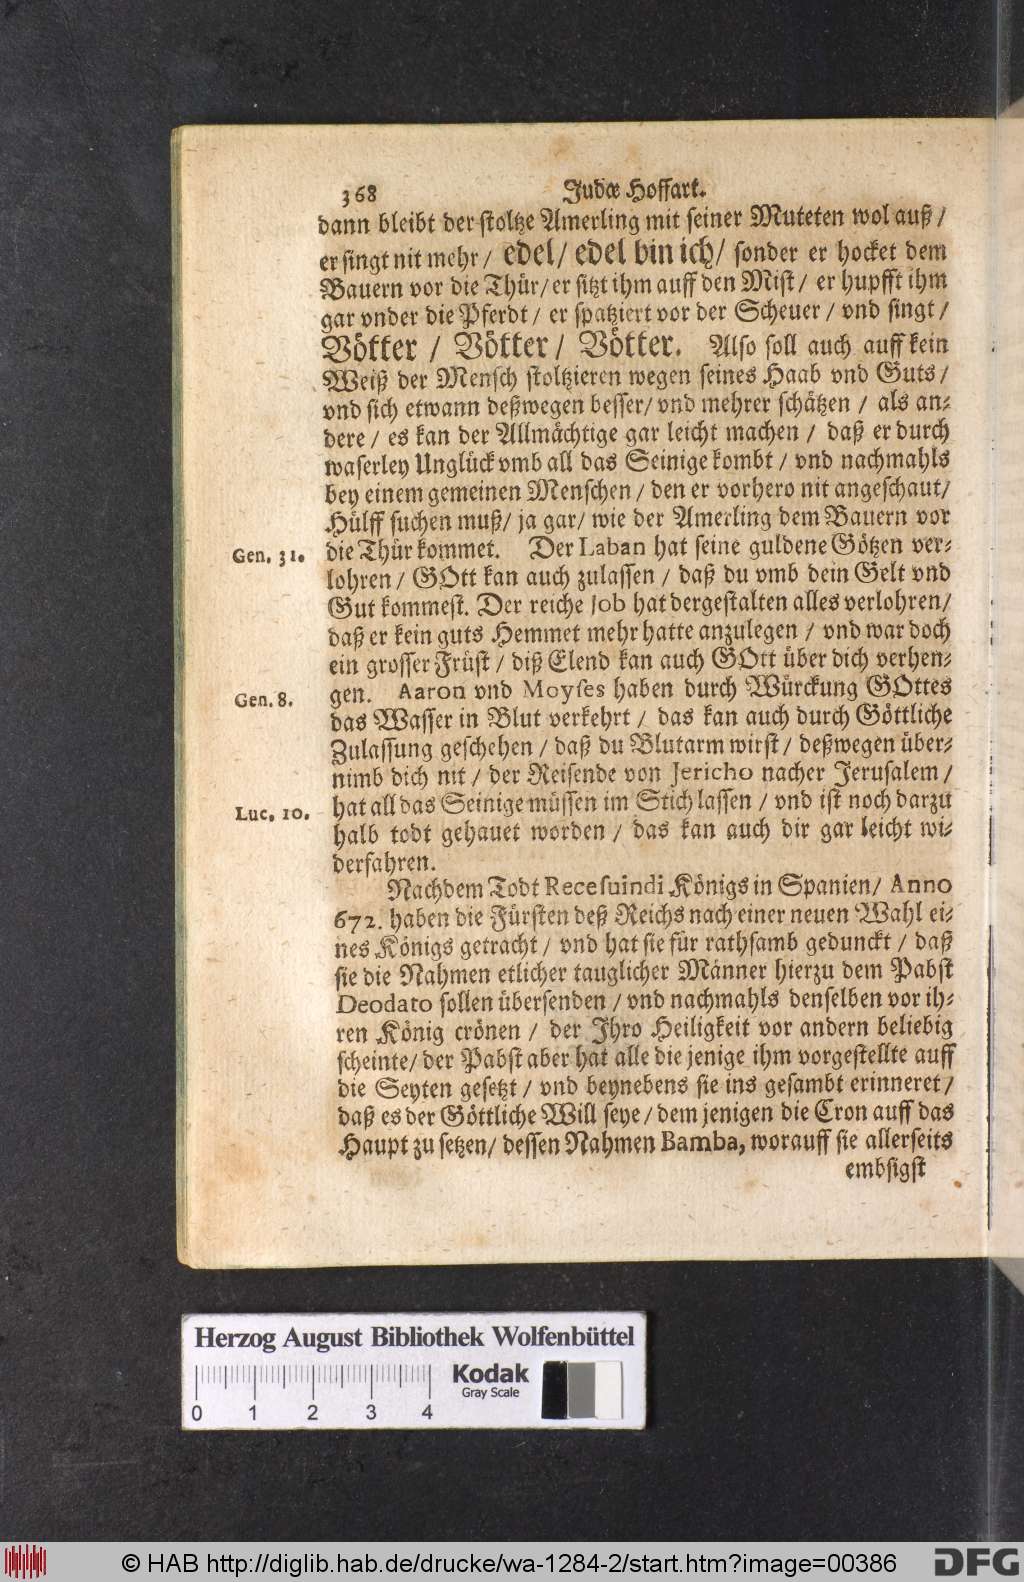 368 Judæ Hoffart.
dann bleibt der stoltze Amerling mit seiner Muteten wol auß /
er singt nit mehr / edel / edel bin ich / sonder er hocket dem
Bauern vor die Thür / er sitzt ihm auff den Mist / er hupfft ihm
gar vnder die Pferdt / er spatziert vor der Scheuer / vnd singt /
Vötter / Vötter / Vötter. Also soll auch auff kein
Weiß der Mensch stoltzieren wegen seines Haab vnd Guts /
vnd sich etwann deßwegen besser / vnd mehrer schätzen / als an-
dere / es kan der Allmächtige gar leicht machen / daß er durch
waserley Unglück vmb all das Seinige kombt / vnd nachmahls
bey einem gemeinen Menschen / den er vorhero nit angeschaut /
Hülff suchen muß / ja gar / wie der Amerling dem Bauern vor
Gen. 31. die Thür kommet. Der Laban hat seine guldene Götzen ver-
lohren / GOtt kan auch zulassen / daß du vmb dein Gelt vnd
Gut kommest. Der reiche Job hat dergestalten alles verlohren /
daß er kein guts Hemmet mehr hatte anzulegen / vnd war doch
ein grosser Früst / diß Elend kan auch GOtt über dich verhen-
Gen. 8. gen. Aaron vnd Moyses haben durch Würckung GOttes
das Wasser in Blut verkehrt / das kan auch durch Göttliche
Zulassung geschehen / daß du Blutarm wirst / deßwegen über-
nimb dich nit / der Reisende von Jericho nacher Jerusalem /
Luc. 10. hat all das Seinige müssen im Stich lassen / vnd ist noch darzu
halb todt gehauet worden / das kan auch dir gar leicht wi-
derfahren.
Nachdem Todt Recesuindi Königs in Spanien / Anno
672. haben die Fürsten deß Reichs nach einer neuen Wahl ei-
nes Königs getracht / vnd hat sie für rathsamb gedunckt / daß
sie die Nahmen etlicher tauglicher Männer hierzu dem Pabst
Deodato sollen übersenden / vnd nachmahls denselben vor ih-
ren König crönen / der Ihro Heiligkeit vor andern beliebig
scheinte / der Pabst aber hat alle die jenige ihm vorgestellte auff
die Seyten gesetzt / vnd beynebens sie ins gesambt erinneret /
daß es der Göttliche Will seye / dem jenigen die Cron auff das
Haupt zu setzen / dessen Nahmen Bamba, worauff sie allerseits
embsigst
Herzog August Bibliothek Wolfenbüttel
Kodak
Gray Scale
0 1 2 3 4
© HAB http://diglib.hab.de/drucke/wa-1284-2/start.htm?image=00386
DFG